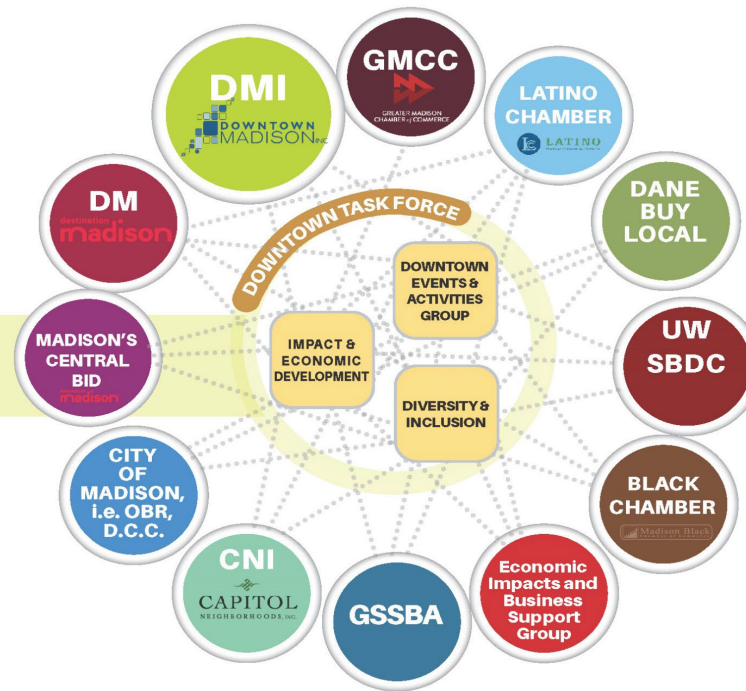 DMI
DOWNTOWN
MADISON INC
GMCC
GREATER MADISON
CHAMBER of COMMERCE
LATINO
CHAMBER
LATINO
DANE
BUY
LOCAL
UW
SBDC
BLACK
CHAMBER
Madison Black
Economic
Impacts and
Business
Support
Group
GSSBA
CNI
CAPITOL
NEIGHBORHOODS, INC.
CITY
OF
MADISON,
i.e. OBR,
D.C.C.
MADISON'S
CENTRAL
BID
madison
DM
destination
madison
DOWNTOWN TASK FORCE
DOWNTOWN
EVENTS &
ACTIVITIES
GROUP
IMPACT &
ECONOMIC
DEVELOPMENT
DIVERSITY &
INCLUSION